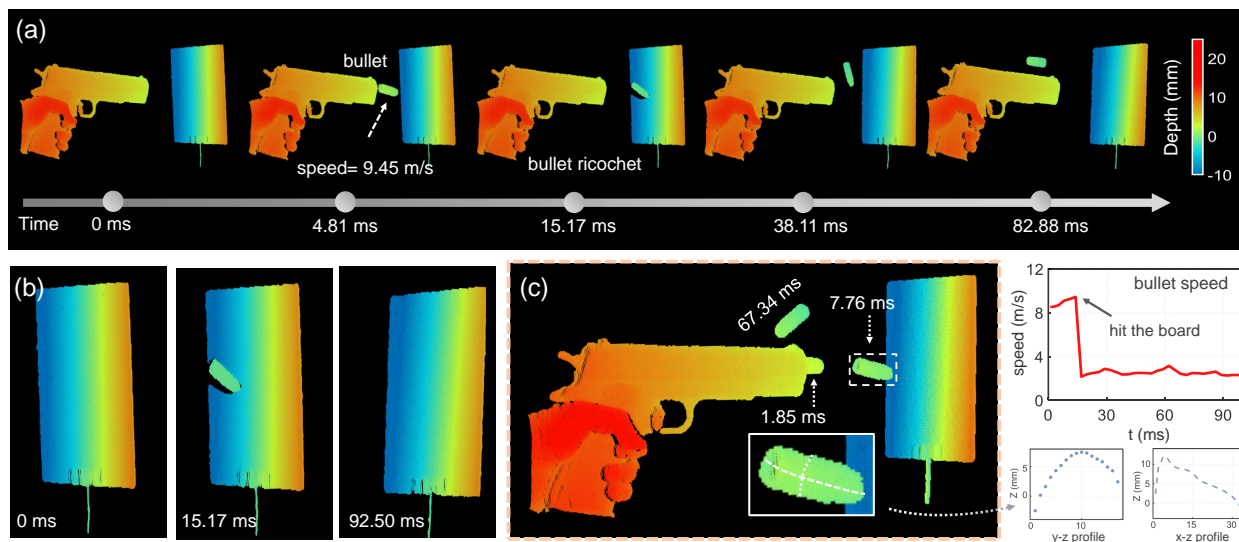 (a)
bullet
speed= 9.45 m/s
bullet ricochet
20
10
0
-10
Depth (mm)
Time
0 ms
4.81 ms
15.17 ms
38.11 ms
82.88 ms
(b)
0 ms
15.17 ms
92.50 ms
(c)
67.34 ms
7.76 ms
1.85 ms
12
8
4
0
speed (m/s)
bullet speed
hit the board
0
30
60
90
t (ms)
5
0
Z (mm)
0
10
y-z profile
10
5
0
Z (mm)
0
15
30
x-z profile